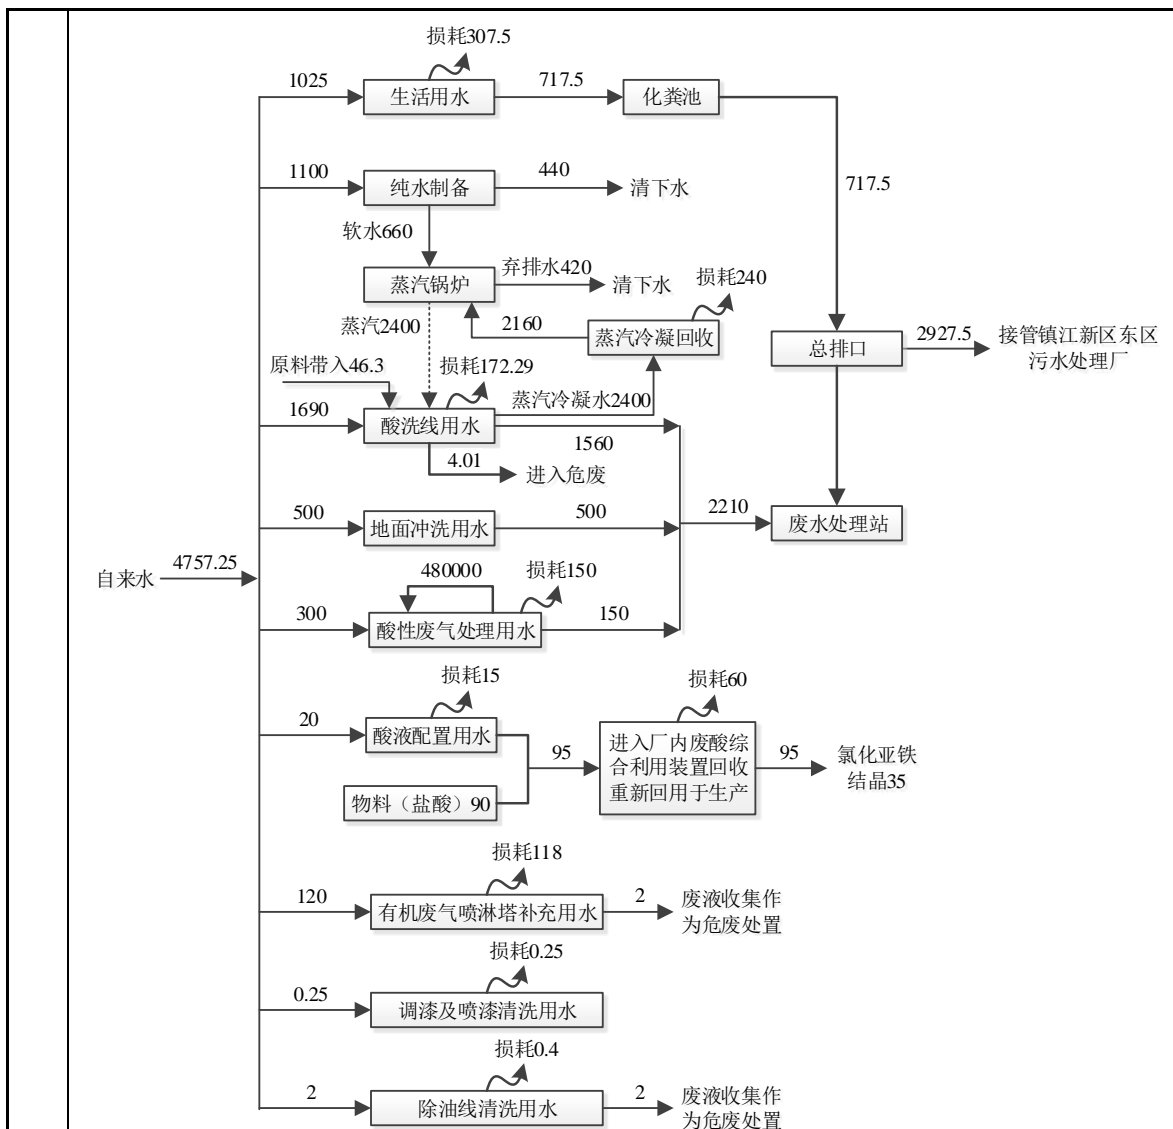 损耗307.5
1025
生活用水
717.5
化粪池
717.5
1100
纯水制备
440
清下水
软水660
蒸汽锅炉
弃排水420
清下水
损耗240
蒸汽2400
2160
蒸汽冷凝回收
总排口
2927.5
接管镇江新区东区
污水处理厂
原料带入46.3
损耗172.29
蒸汽冷凝水2400
1690
酸洗线用水
1560
4.01
进入危废
500
地面冲洗用水
500
2210
废水处理站
自来水
4757.25
480000
损耗150
300
酸性废气处理用水
150
损耗15
损耗60
20
酸液配置用水
95
进入厂内废酸综
合利用装置回收
重新回用于生产
95
氯化亚铁
结晶35
物料（盐酸）90
损耗118
120
有机废气喷淋塔补充用水
2
废液收集作
为危废处置
损耗0.25
0.25
调漆及喷漆清洗用水
损耗0.4
2
除油线清洗用水
2
废液收集作
为危废处置